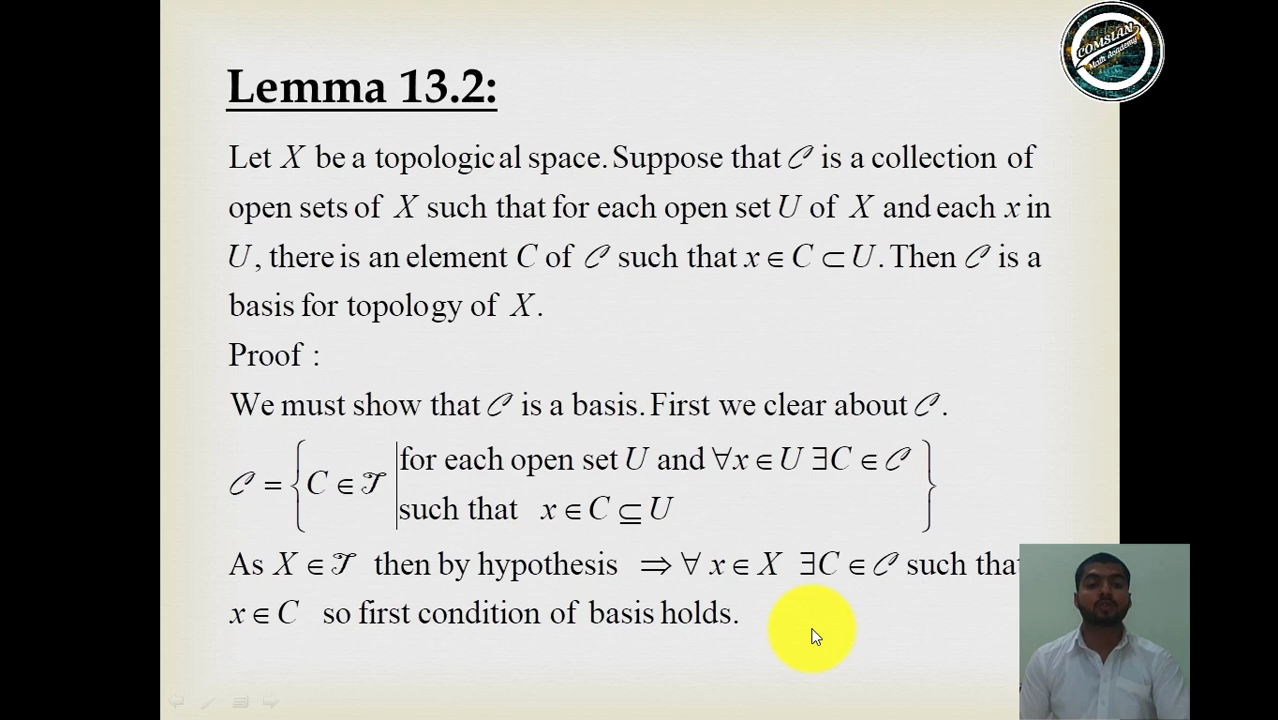 COMSIAN
Math Academy
Lemma 13.2:
Let X be a topological space. Suppose that 𝒞 is a collection of
open sets of X such that for each open set U of X and each x in
U, there is an element C of 𝒞 such that x ∈ C ⊂ U. Then 𝒞 is a
basis for topology of X.
Proof :
We must show that 𝒞 is a basis. First we clear about 𝒞.
𝒞 = { C ∈ 𝒯 | for each open set U and ∀x ∈ U ∃C ∈ 𝒞
such that x ∈ C ⊆ U }
As X ∈ 𝒯 then by hypothesis ⇒ ∀ x ∈ X ∃C ∈ 𝒞 such that
x ∈ C so first condition of basis holds.